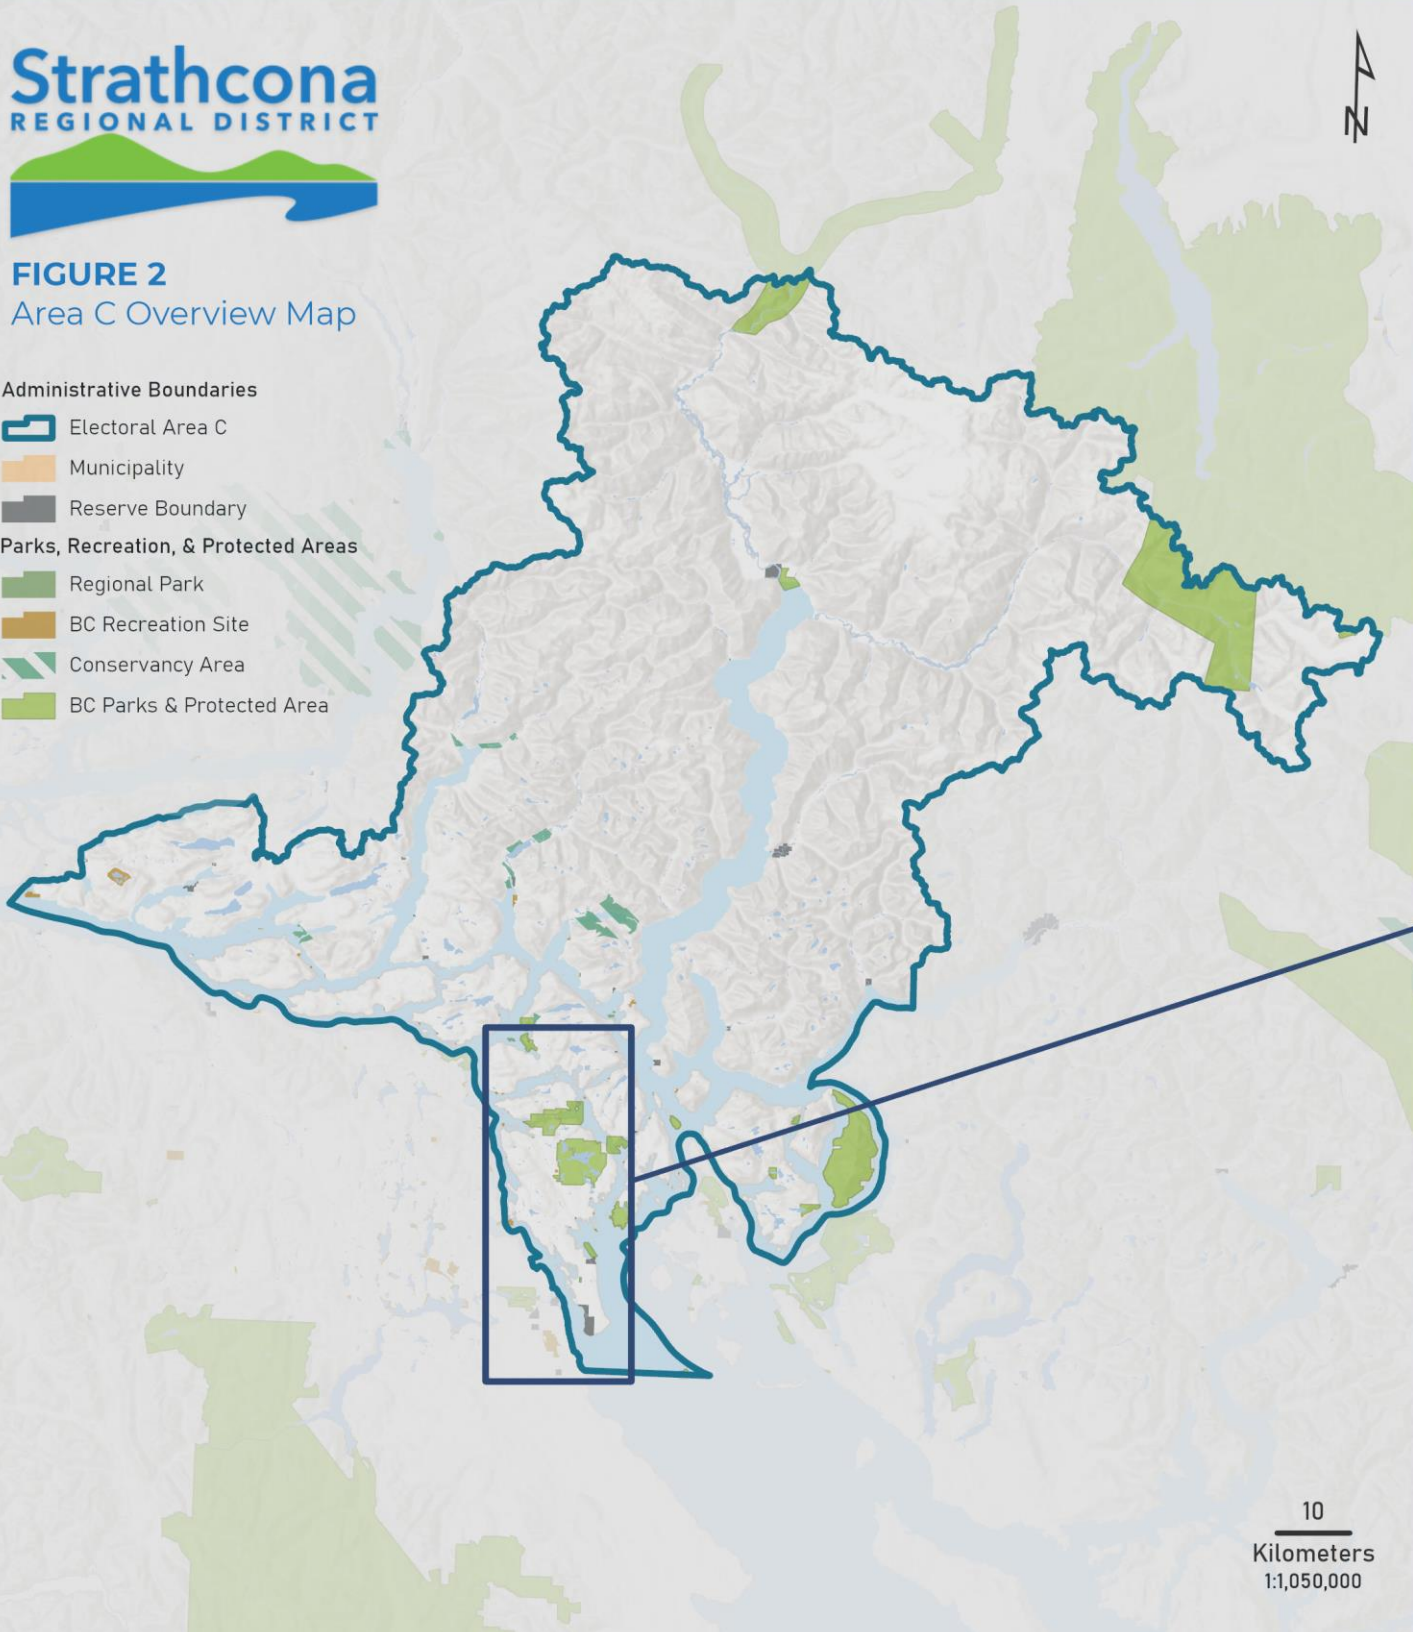 Strathcona
REGIONAL DISTRICT
FIGURE 2
Area C Overview Map
Administrative Boundaries
Electoral Area C
Municipality
Reserve Boundary
Parks, Recreation, & Protected Areas
Regional Park
BC Recreation Site
Conservancy Area
BC Parks & Protected Area
N
10
Kilometers
1:1,050,000